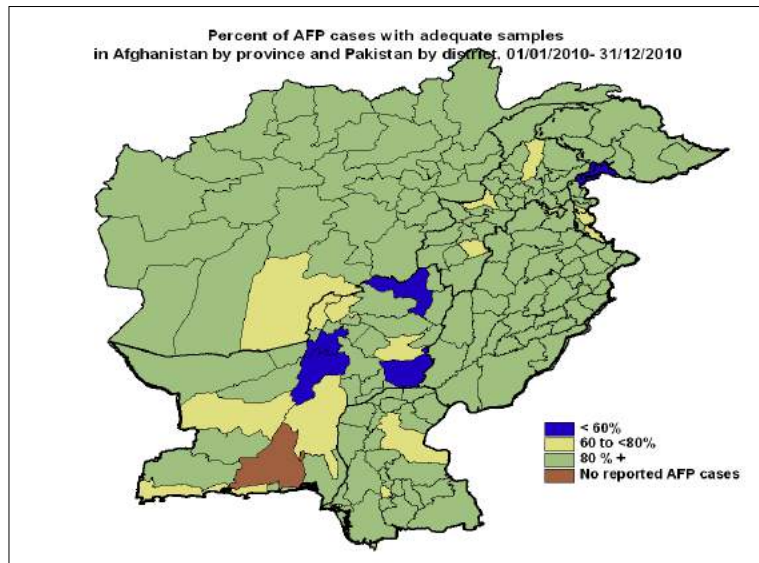 Percent of AFP cases with adequate samples
in Afghanistan by province and Pakistan by district, 01/01/2010- 31/12/2010
< 60%
60 to <80%
80 % +
No reported AFP cases